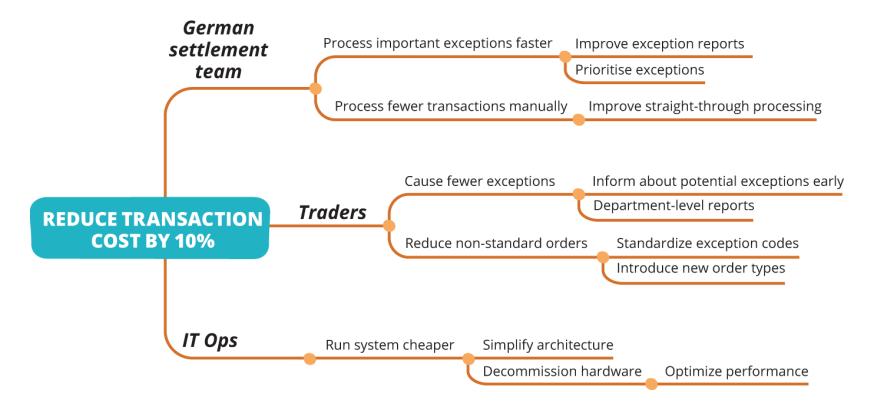 German
settlement
team
Process important exceptions faster
Improve exception reports
Prioritise exceptions
Process fewer transactions manually
Improve straight-through processing
REDUCE TRANSACTION
COST BY 10%
Traders
Cause fewer exceptions
Inform about potential exceptions early
Department-level reports
Reduce non-standard orders
Standardize exception codes
Introduce new order types
IT Ops
Run system cheaper
Simplify architecture
Decommission hardware
Optimize performance